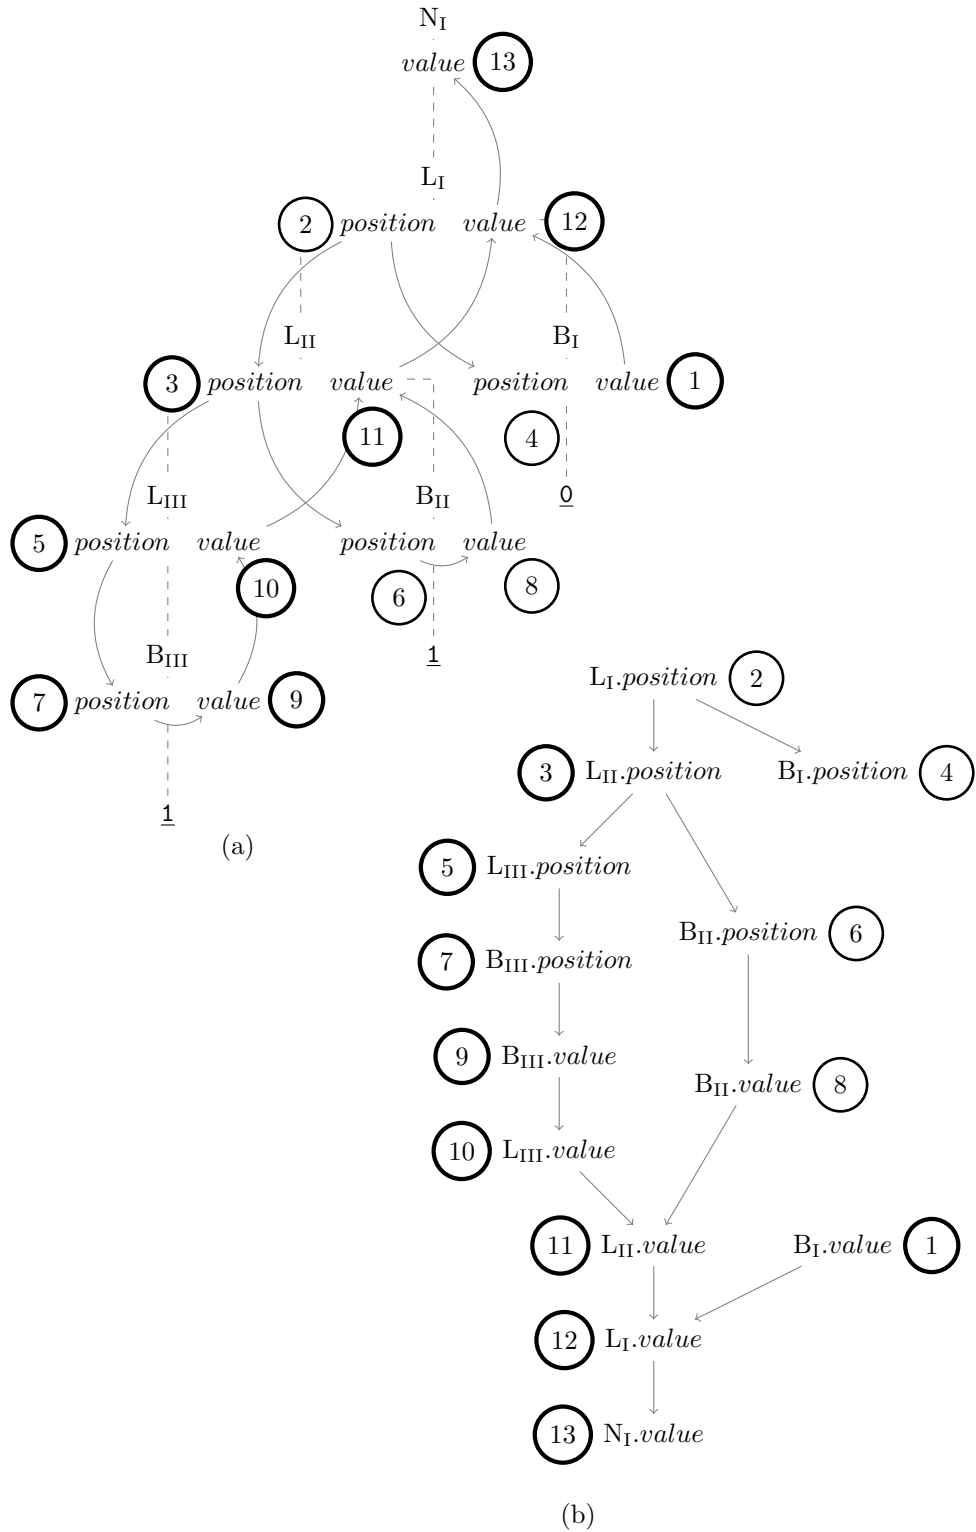 N_I
value 13
L_I
2 position value 12
L_II B_I
3 position value position value 1
11 4
L_III B_II 0
5 position value position value
10 6 8
B_III 1
7 position value 9
1
(a)
L_I.position 2
3 L_II.position B_I.position 4
5 L_III.position
B_II.position 6
7 B_III.position
9 B_III.value
B_II.value 8
10 L_III.value
11 L_II.value B_I.value 1
12 L_I.value
13 N_I.value
(b)